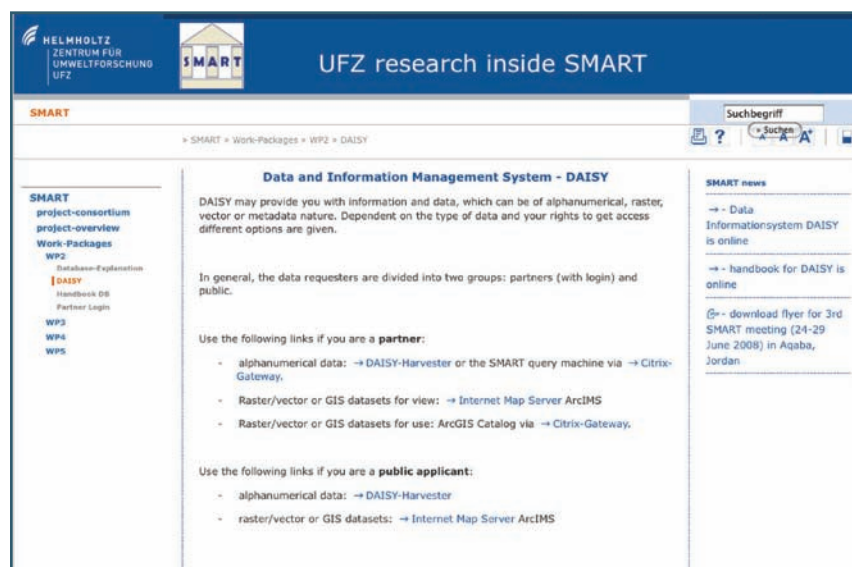 HELMHOLTZ
ZENTRUM FÜR
UMWELTFORSCHUNG
UFZ
SMART
UFZ research inside SMART
SMART
Suchbegriff
» Suchen
» SMART » Work-Packages » WP2 » DAISY
? A A A+
SMART
project-consortium
project-overview
Work-Packages
WP2
Database-Explanation
DAISY
Handbook DB
Partner Login
WP3
WP4
WP5
Data and Information Management System - DAISY
DAISY may provide you with information and data, which can be of alphanumerical, raster,
vector or metadata nature. Dependent on the type of data and your rights to get access
different options are given.
In general, the data requesters are divided into two groups: partners (with login) and
public.
Use the following links if you are a partner:
- alphanumerical data: → DAISY-Harvester or the SMART query machine via → Citrix-
Gateway.
- Raster/vector or GIS datasets for view: → Internet Map Server ArcIMS
- Raster/vector or GIS datasets for use: ArcGIS Catalog via → Citrix-Gateway.
Use the following links if you are a public applicant:
- alphanumerical data: → DAISY-Harvester
- raster/vector or GIS datasets: → Internet Map Server ArcIMS
SMART news
→ - Data
Informationsystem DAISY
is online
→ - handbook for DAISY is
online
- download flyer for 3rd
SMART meeting (24-29
June 2008) in Aqaba,
Jordan